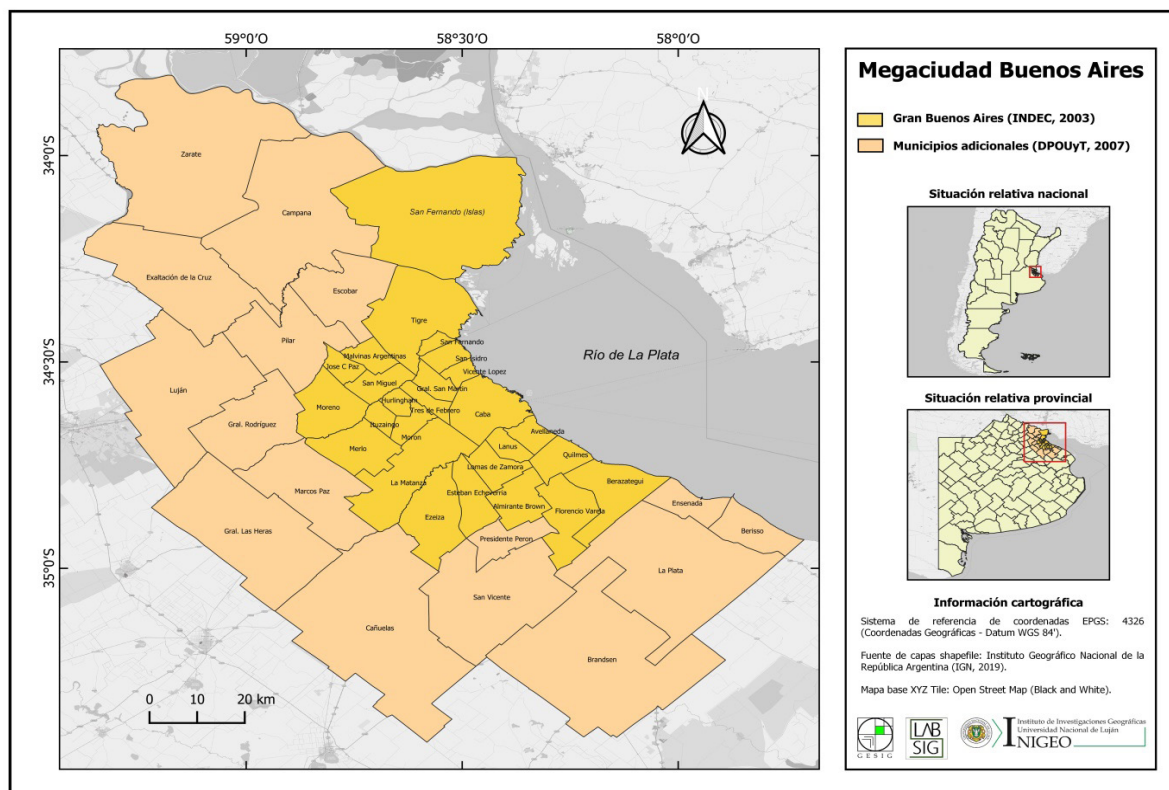 59°0'0
58°30'0
58°0'0
34°0'0S
34°30'0S
35°0'0S
N
Zarate
Campana
San Fernando (Islas)
Exaltación de la Cruz
Escobar
Tigre
Pilar
San Fernando
Malvinas Argentinas
San Isidro
Jose C Paz
Vicente Lopez
Luján
San Miguel
Gral. San Martín
Hurlingham
Moreno
Tres de Febrero
Caba
Ituzaingo
Gral. Rodríguez
Avellaneda
Moron
Merlo
Lanus
Quilmes
Marcos Paz
Lomas de Zamora
La Matanza
Esteban Echeverria
Berazategui
Almirante Brown
Florencio Varela
Ezeiza
Ensenada
Gral. Las Heras
Berisso
Presidente Peron
La Plata
San Vicente
Cañuelas
Brandsen
Río de La Plata
0 10 20 km
Megaciudad Buenos Aires
Gran Buenos Aires (INDEC, 2003)
Municipios adicionales (DPOUyT, 2007)
Situación relativa nacional
Situación relativa provincial
Información cartográfica
Sistema de referencia de coordenadas EPGS: 4326
(Coordenadas Geográficas - Datum WGS 84').
Fuente de capas shapefile: Instituto Geográfico Nacional de la
República Argentina (IGN, 2019).
Mapa base XYZ Tile: Open Street Map (Black and White).
GESIG
LAB
SIG
Instituto de Investigaciones Geográficas
Universidad Nacional de Luján
INIGEO